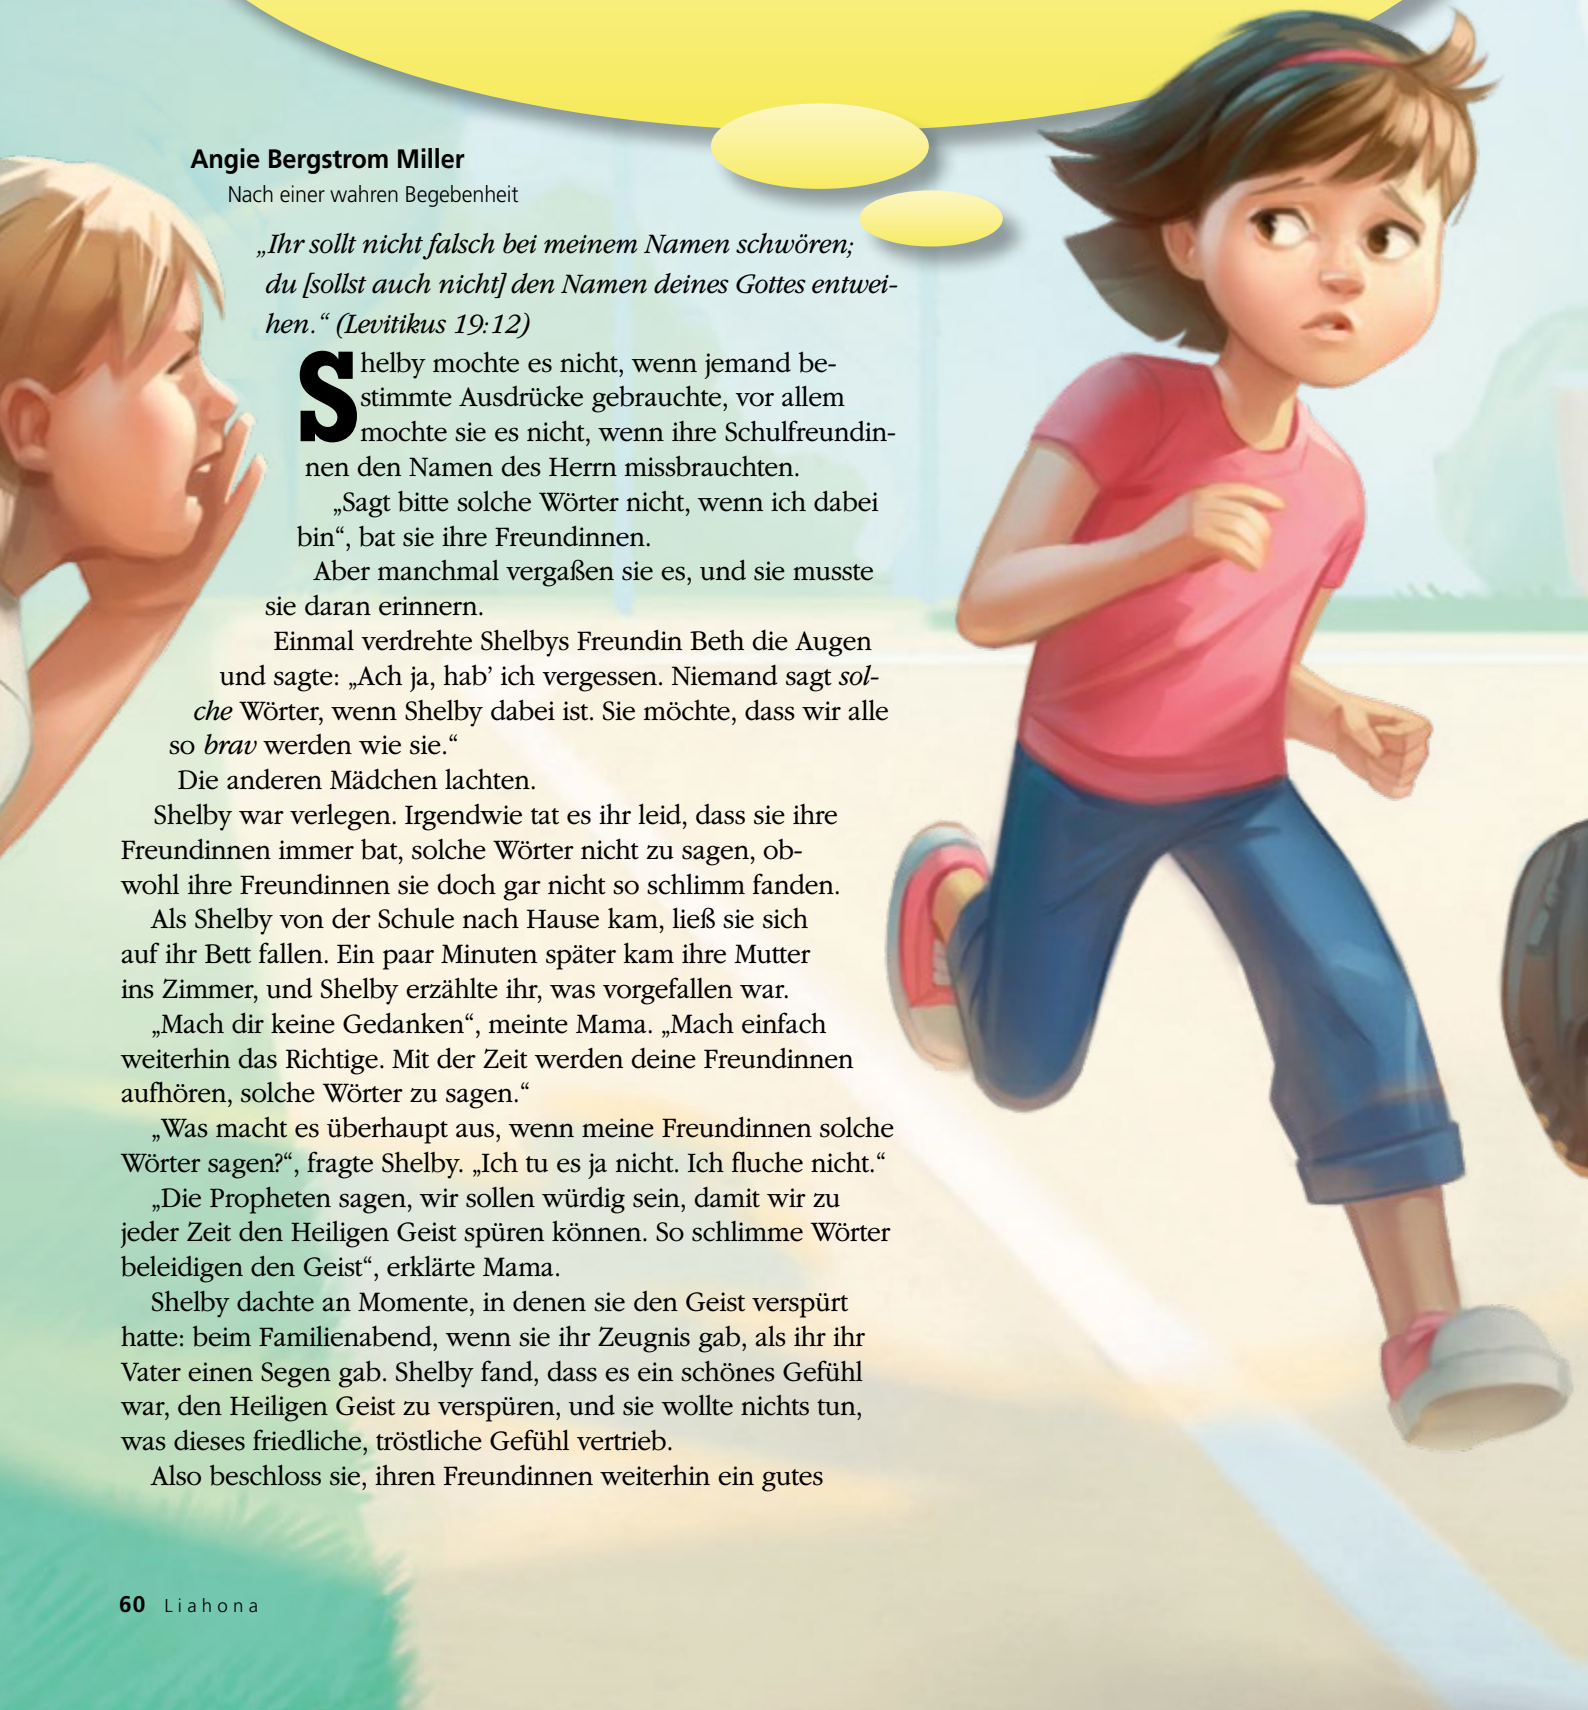 Angie Bergstrom Miller
Nach einer wahren Begebenheit
„Ihr sollt nicht falsch bei meinem Namen schwören;
du [sollst auch nicht] den Namen deines Gottes entwei-
hen.“ (Levitikus 19:12)
Shelby mochte es nicht, wenn jemand be-
stimmte Ausdrücke gebrauchte, vor allem
mochte sie es nicht, wenn ihre Schulfreundin-
nen den Namen des Herrn missbrauchten.
„Sagt bitte solche Wörter nicht, wenn ich dabei
bin“, bat sie ihre Freundinnen.
Aber manchmal vergaßen sie es, und sie musste
sie daran erinnern.
Einmal verdrehte Shelbys Freundin Beth die Augen
und sagte: „Ach ja, hab’ ich vergessen. Niemand sagt sol-
che Wörter, wenn Shelby dabei ist. Sie möchte, dass wir alle
so brav werden wie sie.“
Die anderen Mädchen lachten.
Shelby war verlegen. Irgendwie tat es ihr leid, dass sie ihre
Freundinnen immer bat, solche Wörter nicht zu sagen, ob-
wohl ihre Freundinnen sie doch gar nicht so schlimm fanden.
Als Shelby von der Schule nach Hause kam, ließ sie sich
auf ihr Bett fallen. Ein paar Minuten später kam ihre Mutter
ins Zimmer, und Shelby erzählte ihr, was vorgefallen war.
„Mach dir keine Gedanken“, meinte Mama. „Mach einfach
weiterhin das Richtige. Mit der Zeit werden deine Freundinnen
aufhören, solche Wörter zu sagen.“
„Was macht es überhaupt aus, wenn meine Freundinnen solche
Wörter sagen?“, fragte Shelby. „Ich tu es ja nicht. Ich fluche nicht.“
„Die Propheten sagen, wir sollen würdig sein, damit wir zu
jeder Zeit den Heiligen Geist spüren können. So schlimme Wörter
beleidigen den Geist“, erklärte Mama.
Shelby dachte an Momente, in denen sie den Geist verspürt
hatte: beim Familienabend, wenn sie ihr Zeugnis gab, als ihr ihr
Vater einen Segen gab. Shelby fand, dass es ein schönes Gefühl
war, den Heiligen Geist zu verspüren, und sie wollte nichts tun,
was dieses friedliche, tröstliche Gefühl vertrieb.
Also beschloss sie, ihren Freundinnen weiterhin ein gutes
60 Liahona